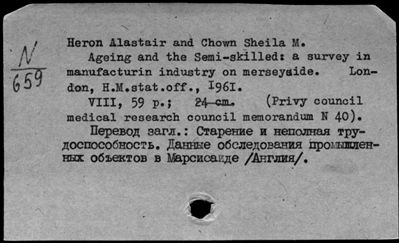 N
659
Heron Alastair and Chown Sheila M.
Ageing and the Semi-skilled: a survey in
manufacturin industry on merseyside. Lon-
don, H.M.stat.off., 1961.
VIII, 59 p.; 24 cm. (Privy council
medical research council memorandum N 40).
Перевод загл.: Старение и неполная тру-
доспособность. Данные обследования промышлен-
ных объектов в Марсисаиде /Англия/.